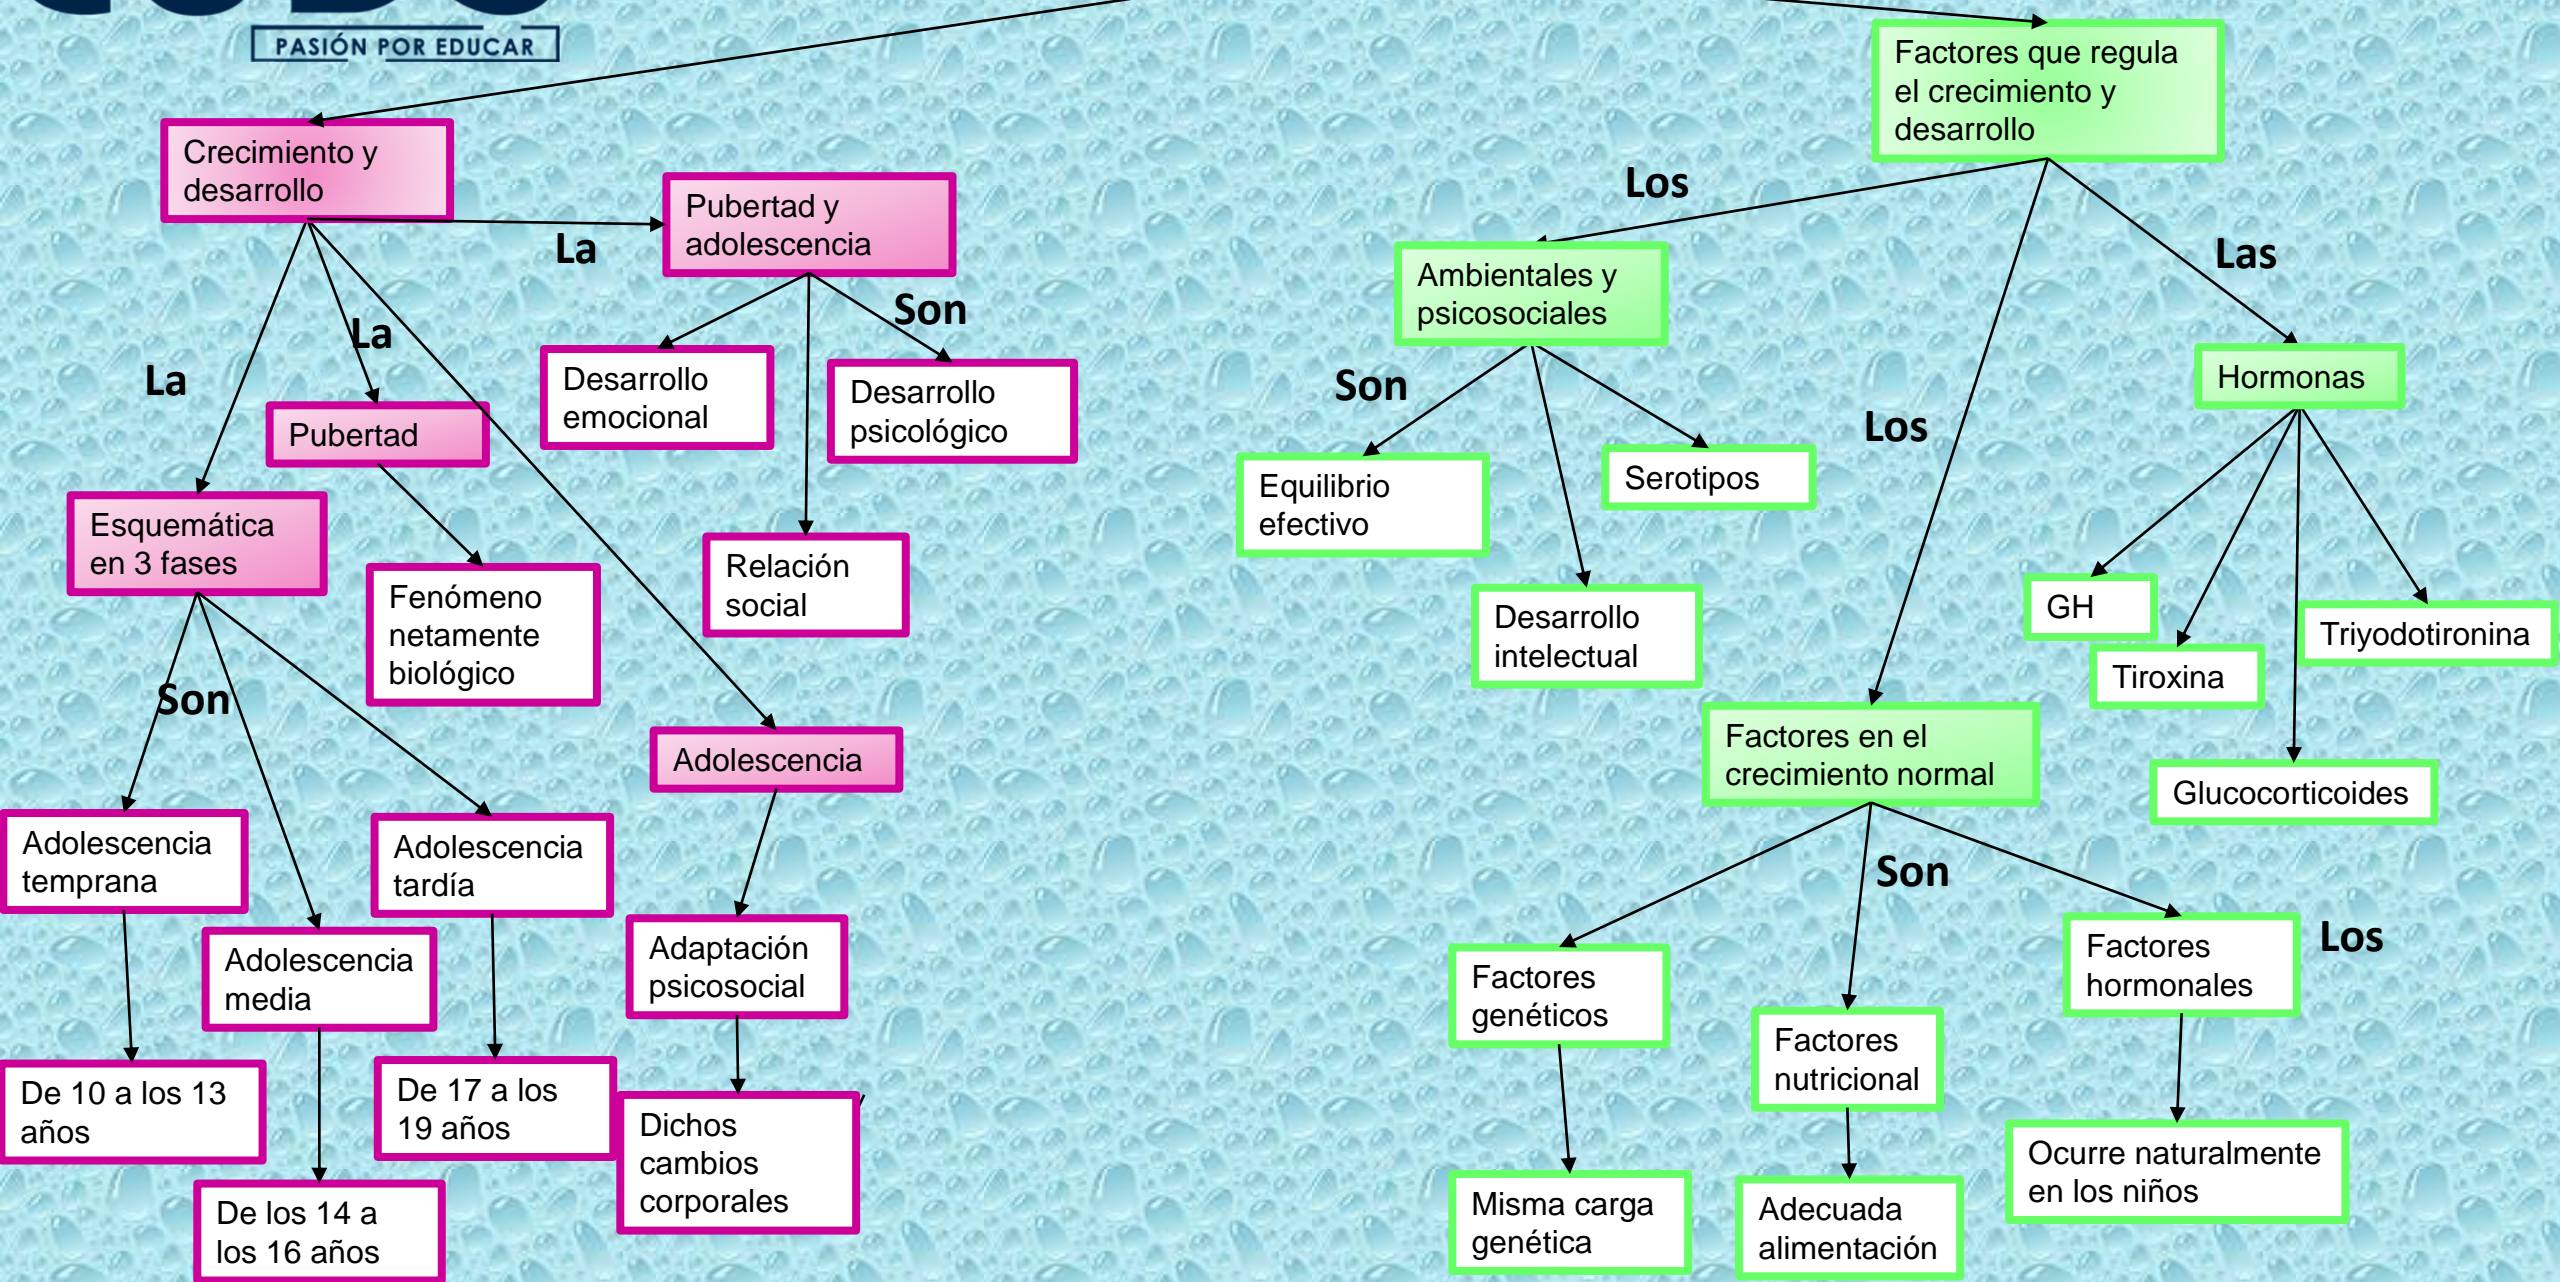 PASIÓN POR EDUCAR
Factores que regula
el crecimiento y
desarrollo
Crecimiento y
desarrollo
Los
Pubertad y
adolescencia
La
Las
Ambientales y
psicosociales
Son
La
Desarrollo
emocional
Desarrollo
psicológico
Son
Hormonas
La
Pubertad
Los
Equilibrio
efectivo
Serotipos
Esquemática
en 3 fases
Relación
social
Fenómeno
netamente
biológico
Desarrollo
intelectual
GH
Triyodotironina
Tiroxina
Son
Adolescencia
Factores en el
crecimiento normal
Glucocorticoides
Adolescencia
temprana
Adolescencia
tardía
Son
Adolescencia
media
Adaptación
psicosocial
Factores
genéticos
Factores
hormonales
Los
Factores
nutricional
De 10 a los 13
años
De 17 a los
19 años
Dichos
cambios
corporales
Ocurre naturalmente
en los niños
De los 14 a
los 16 años
Misma carga
genética
Adecuada
alimentación